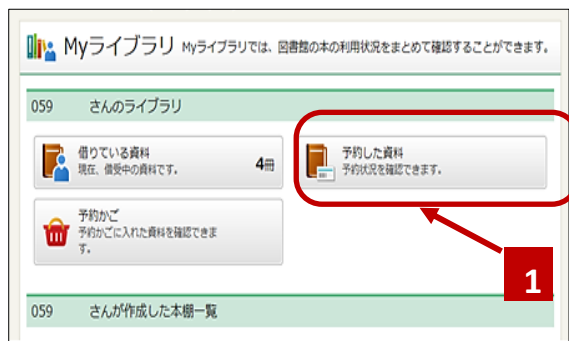 Myライブラリ Myライブラリでは、図書館の本の利用状況をまとめて確認することができます。
059 さんのライブラリ
借りている資料
現在、借受中の資料です。
4冊
予約した資料
予約状況を確認できます。
予約かご
予約かごに入れた資料を確認できま
す。
1
059 さんが作成した本棚一覧